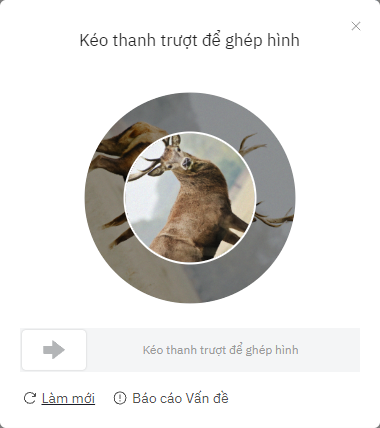 Kéo thanh trượt để ghép hình
Kéo thanh trượt để ghép hình
Làm mới Báo cáo Vấn đề